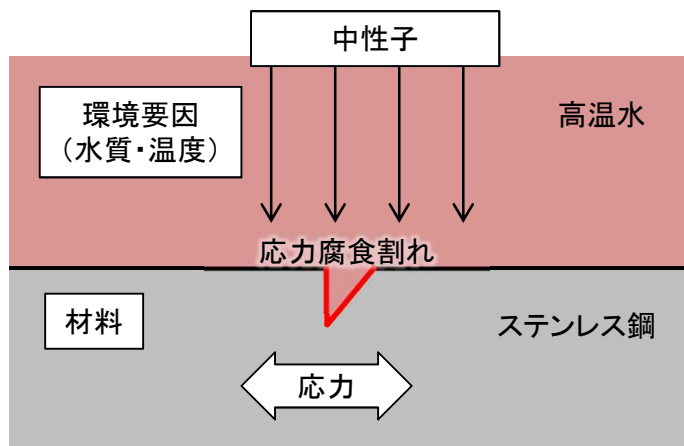 中性子
環境要因
（水質・温度）
高温水
応力腐食割れ
材料
ステンレス鋼
応力